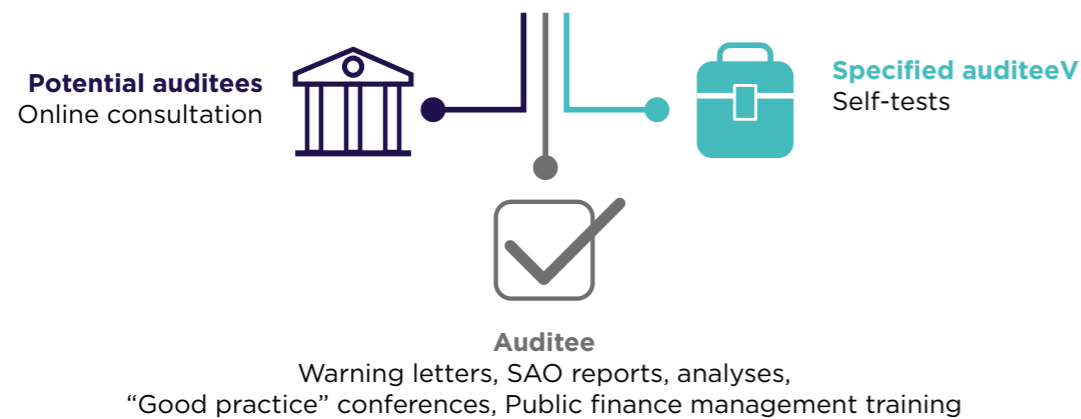 Potential auditees
Online consultation
Specified auditeeV
Self-tests
Auditee
Warning letters, SAO reports, analyses,
“Good practice” conferences, Public finance management training